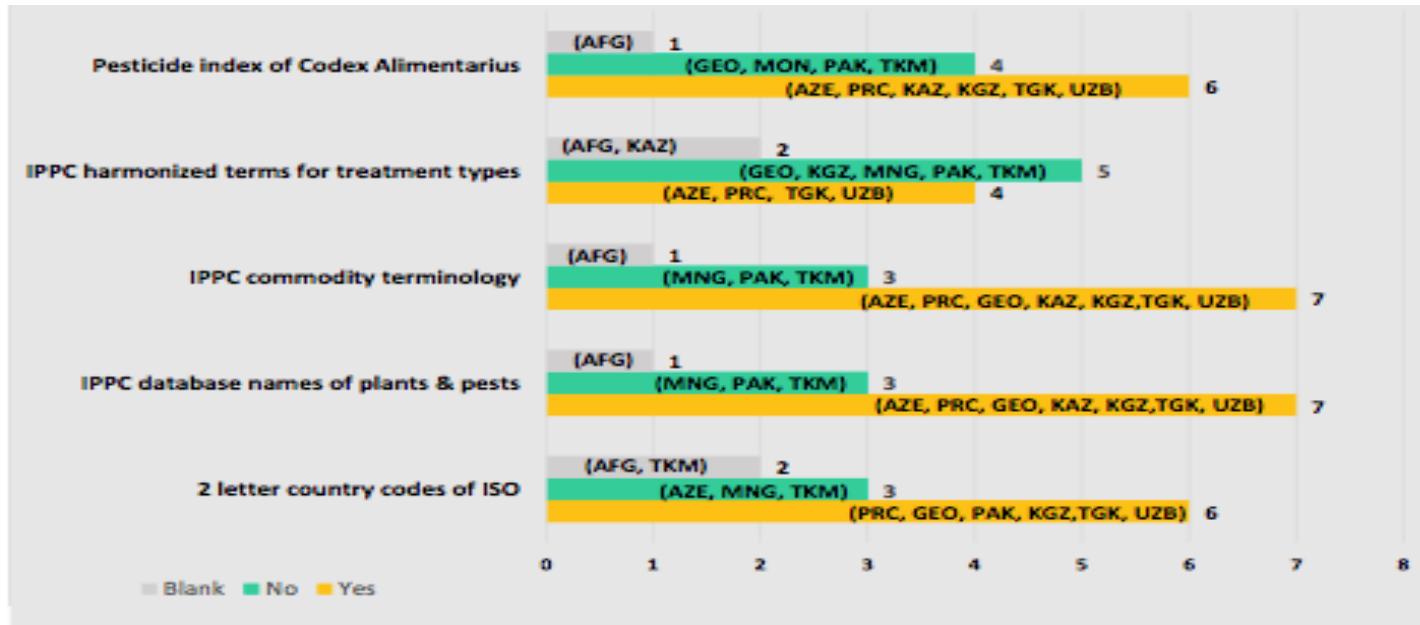 (AFG) 1
Pesticide index of Codex Alimentarius
(GEO, MON, PAK, TKM) 4
(AZE, PRC, KAZ, KGZ, TGK, UZB) 6
(AFG, KAZ) 2
IPPC harmonized terms for treatment types
(GEO, KGZ, MNG, PAK, TKM) 5
(AZE, PRC, TGK, UZB) 4
(AFG) 1
IPPC commodity terminology
(MNG, PAK, TKM) 3
(AZE, PRC, GEO, KAZ, KGZ,TGK, UZB) 7
(AFG) 1
IPPC database names of plants & pests
(MNG, PAK, TKM) 3
(AZE, PRC, GEO, KAZ, KGZ,TGK, UZB) 7
(AFG, TKM) 2
2 letter country codes of ISO
(AZE, MNG, TKM) 3
(PRC, GEO, PAK, KGZ,TGK, UZB) 6
0 1 2 3 4 5 6 7 8
Blank No Yes